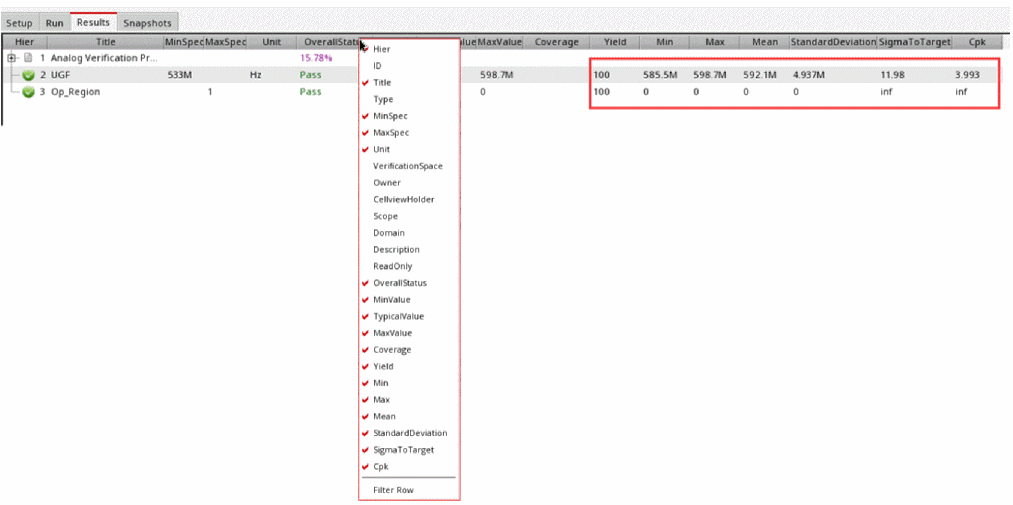 Setup Run Results Snapshots
Hier Title MinSpec MaxSpec Unit OverallStatu lue MaxValue Coverage Yield Min Max Mean StandardDeviation SigmaToTarget Cpk
1 Analog Verification Pr... 15.78%
2 UGF 533M Hz Pass 598.7M 100 585.5M 598.7M 592.1M 4.937M 11.98 3.993
3 Op_Region 1 Pass 0 100 0 0 0 0 inf inf
Hier
ID
Title
Type
MinSpec
MaxSpec
Unit
VerificationSpace
Owner
CellviewHolder
Scope
Domain
Description
ReadOnly
OverallStatus
MinValue
TypicalValue
MaxValue
Coverage
Yield
Min
Max
Mean
StandardDeviation
SigmaToTarget
Cpk
Filter Row